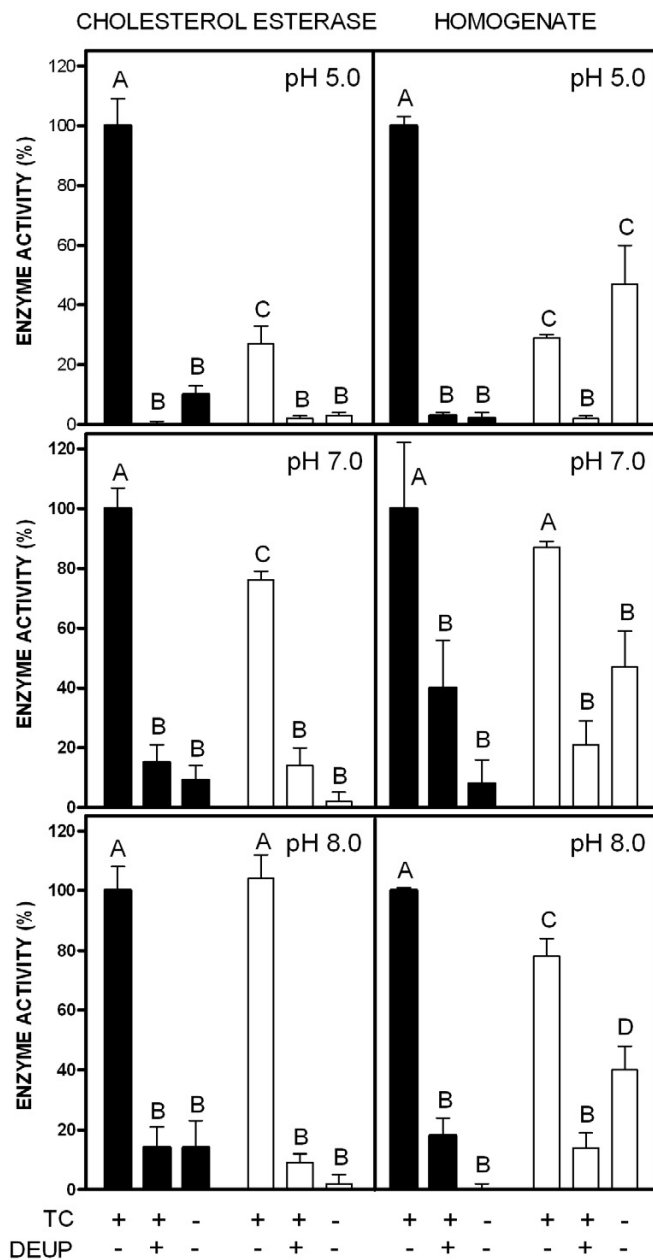 CHOLESTEROL ESTERASE HOMOGENATE
ENZYME ACTIVITY (%)
120
100
80
60
40
20
0
pH 5.0
A
B
B
C
B
B
pH 5.0
A
B
B
C
B
C
ENZYME ACTIVITY (%)
120
100
80
60
40
20
0
pH 7.0
A
B
B
C
B
B
pH 7.0
A
B
B
A
B
B
ENZYME ACTIVITY (%)
120
100
80
60
40
20
0
pH 8.0
A
B
B
A
B
B
pH 8.0
A
B
B
C
B
D
TC + + - + + - + + - + + -
DEUP - + - - + - - + - - + -